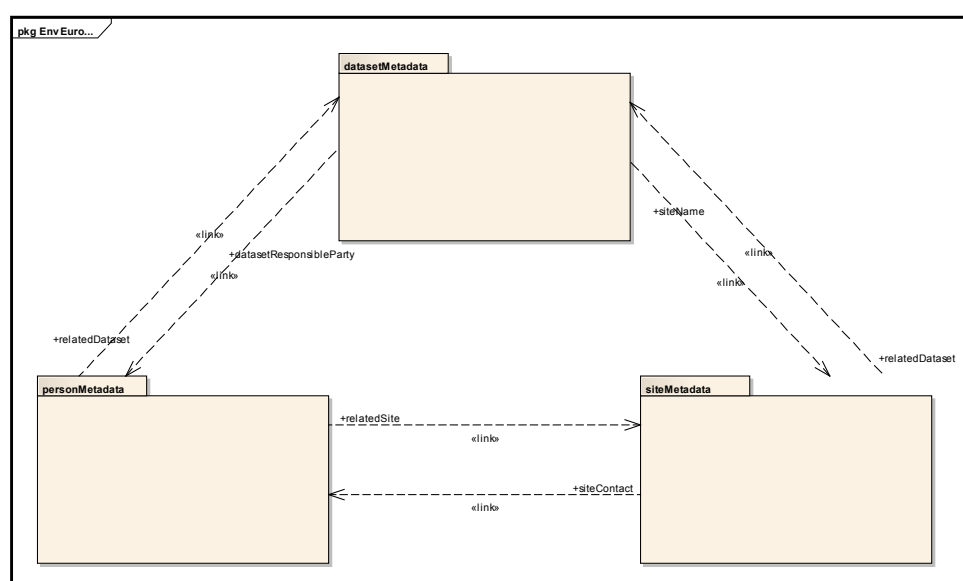 pkg EnvEuro...
datasetMetadata
+siteName
«link»
+datasetResponsibleParty
«link»
«link»
«link»
+relatedDataset
+relatedDataset
personMetadata
siteMetadata
+relatedSite
«link»
+siteContact
«link»